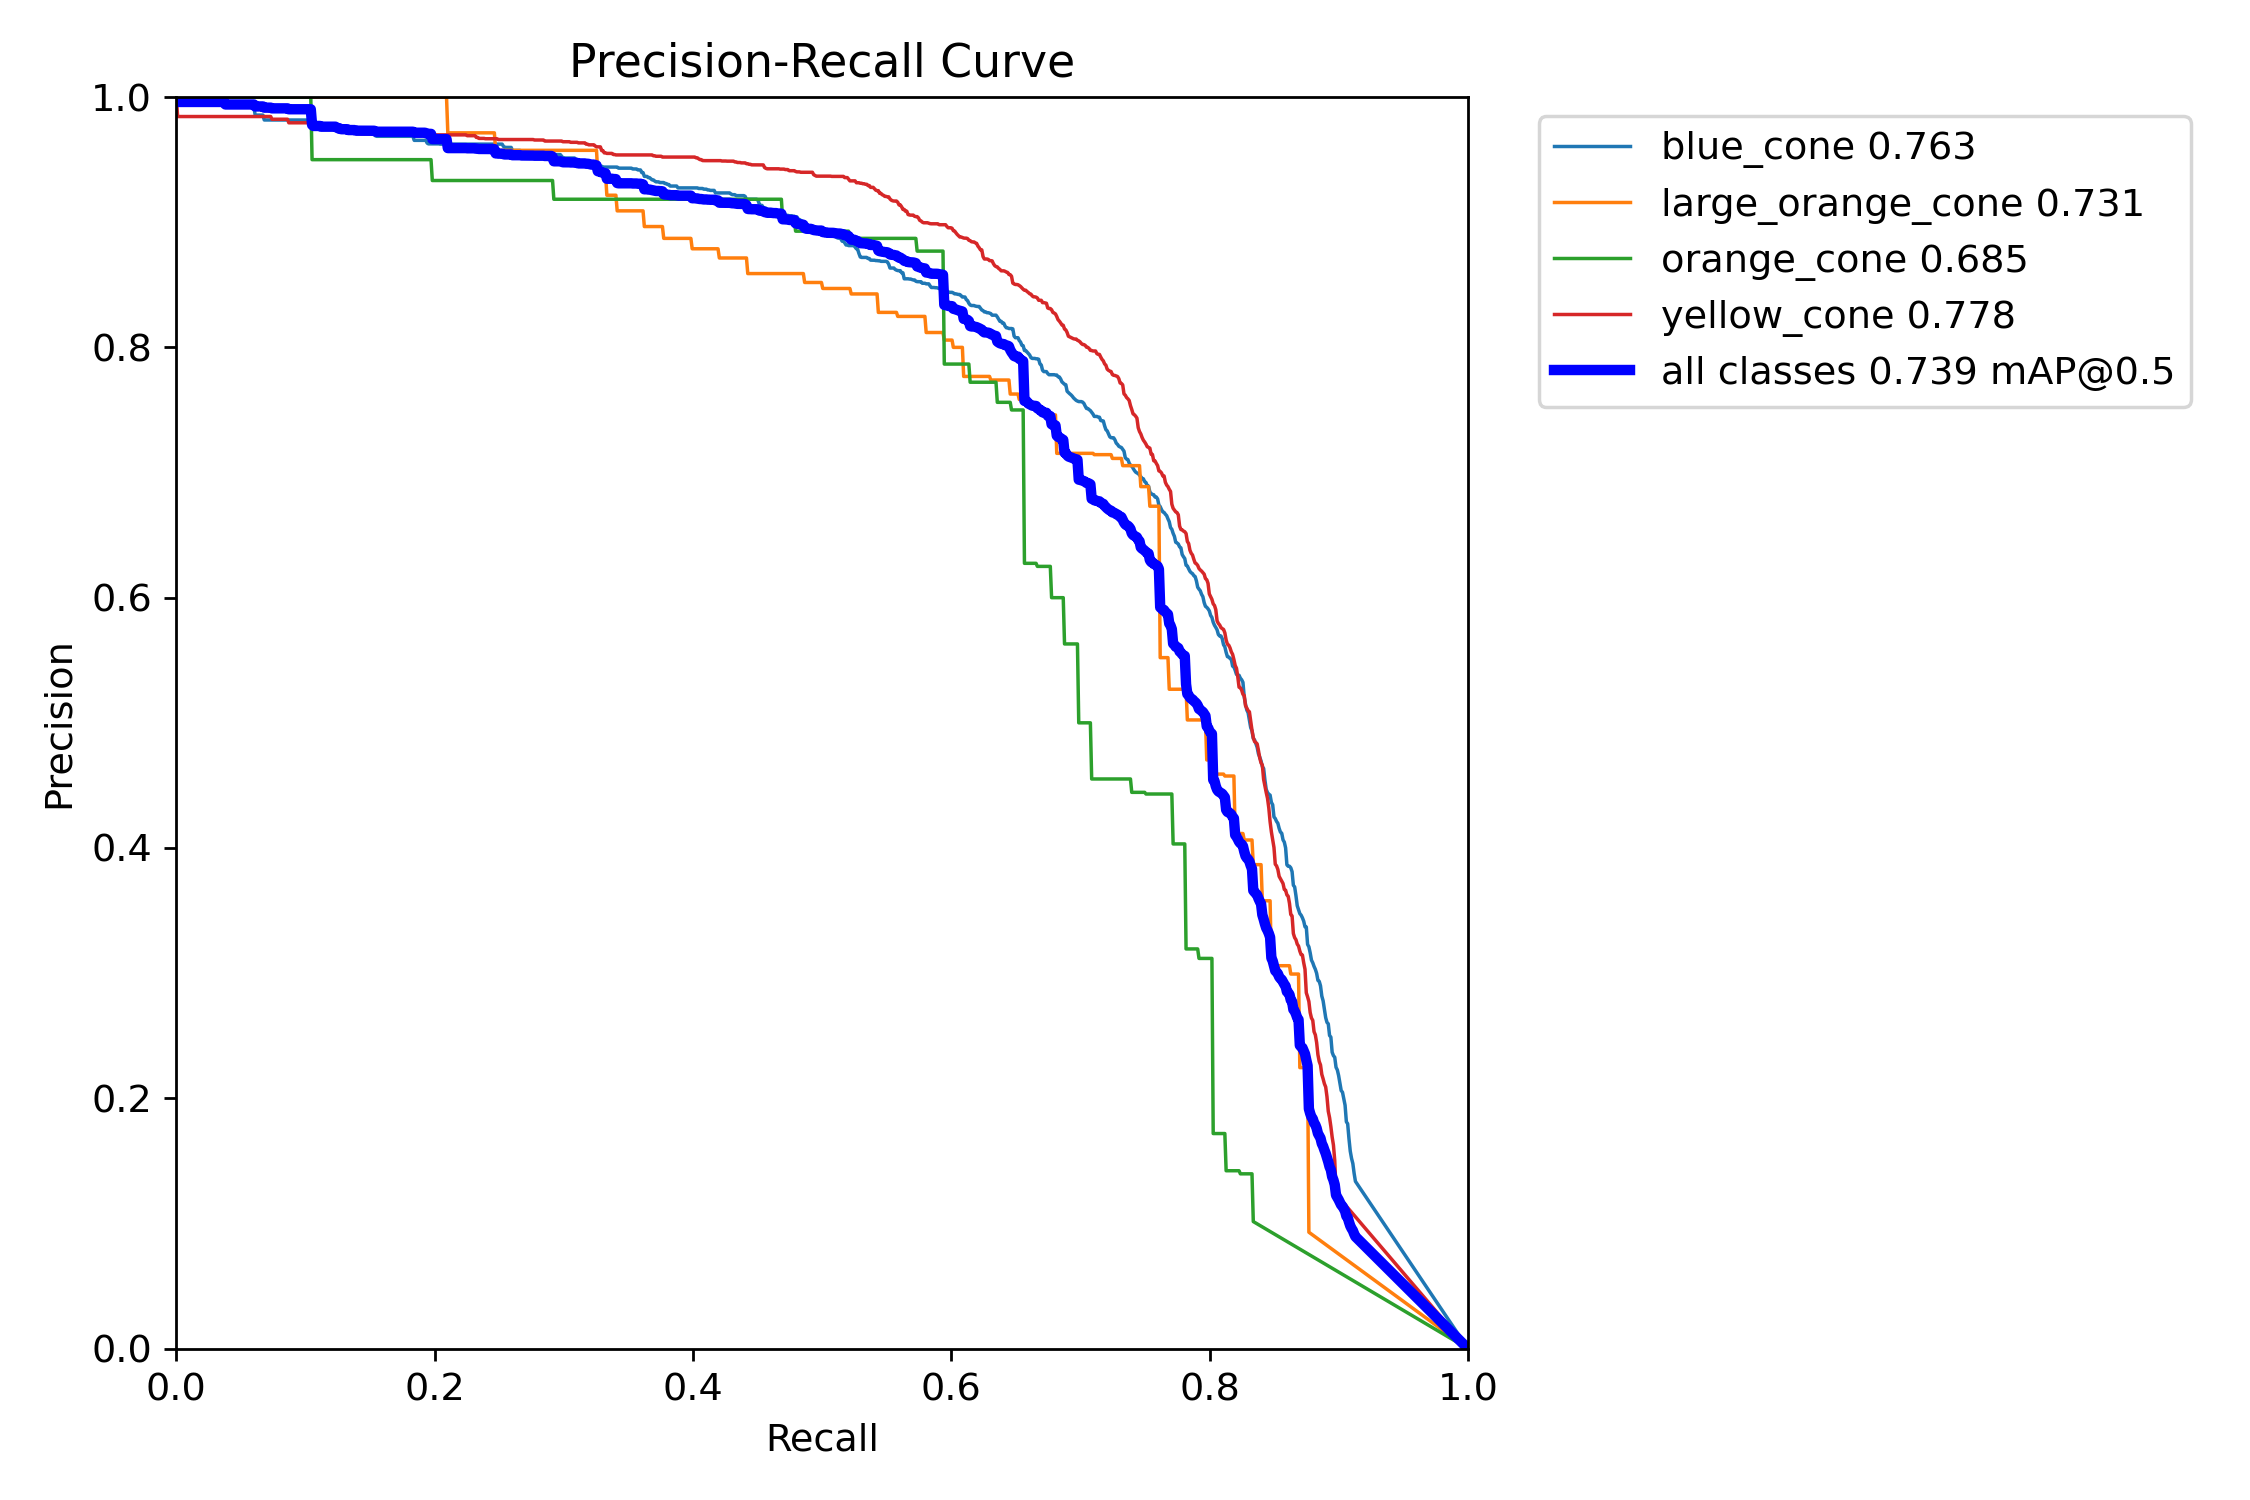 Precision-Recall Curve
1.0
0.8
0.6
0.4
0.2
0.0
Precision
0.0 0.2 0.4 0.6 0.8 1.0
Recall
blue_cone 0.763
large_orange_cone 0.731
orange_cone 0.685
yellow_cone 0.778
all classes 0.739 mAP@0.5